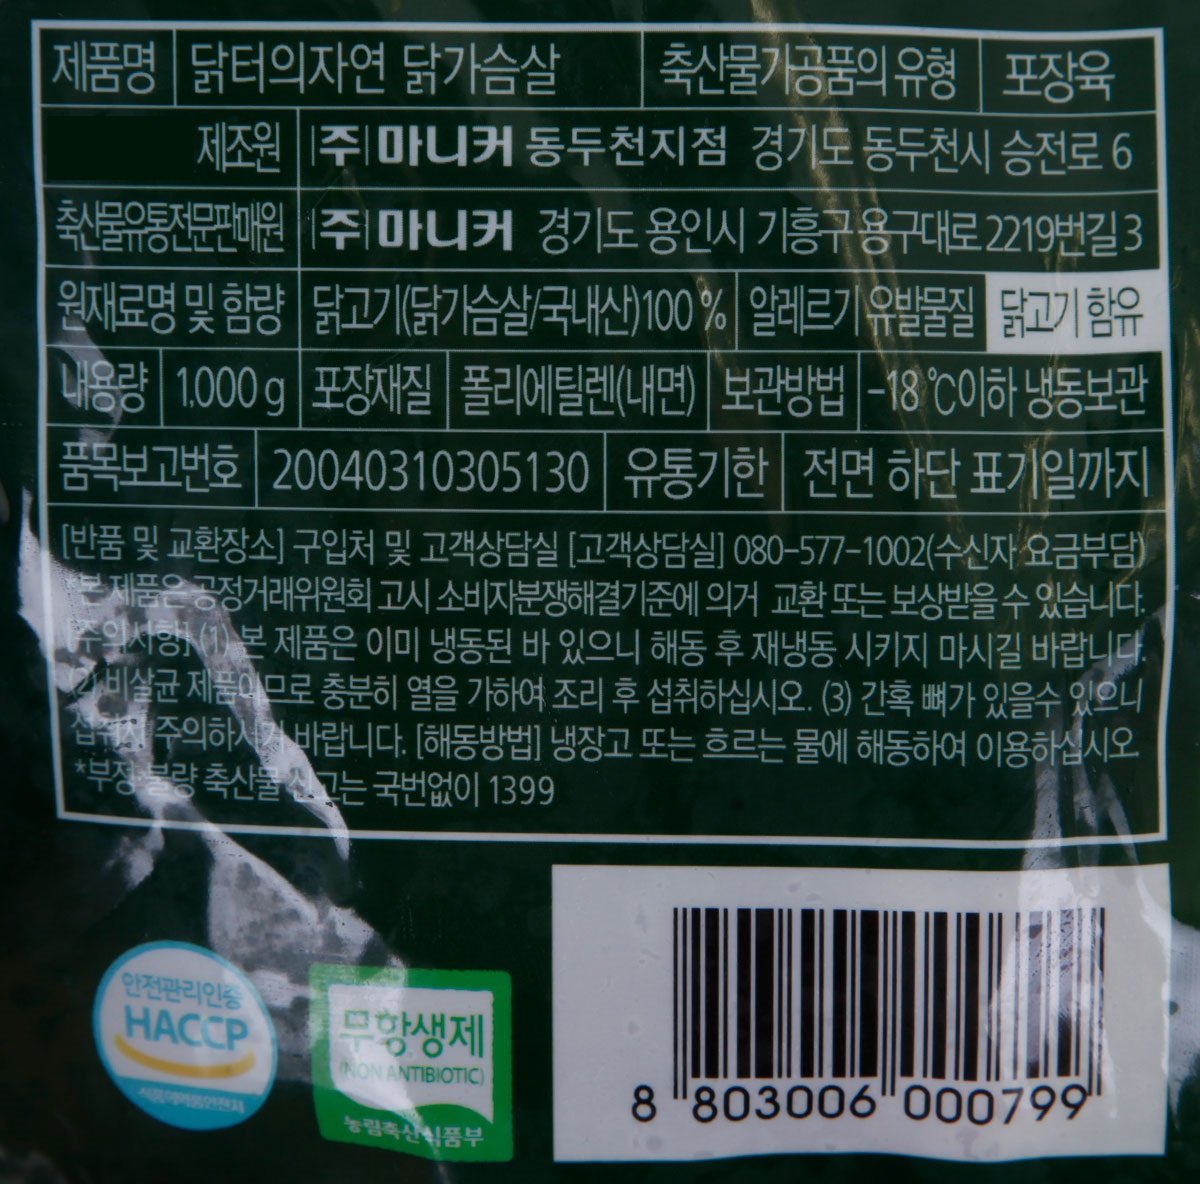 제품명 닭터의자연 닭가슴살 축산물가공품의 유형 포장육
제조원 (주)마니커 동두천지점 경기도 동두천시 승전로 6
축산물유통전문판매원 (주)마니커 경기도 용인시 기흥구 용구대로 2219번길 3
원재료명 및 함량 닭고기(닭가슴살/국내산)100 % 알레르기 유발물질 닭고기 함유
내용량 1,000 g 포장재질 폴리에틸렌(내면) 보관방법 -18 ℃이하 냉동보관
품목보고번호 20040310305130 유통기한 전면 하단 표기일까지
[반품 및 교환장소] 구입처 및 고객상담실 [고객상담실] 080-577-1002(수신자 요금부담)
*본 제품은 공정거래위원회 고시 소비자분쟁해결기준에 의거 교환 또는 보상받을 수 있습니다.
[주의사항] (1) 본 제품은 이미 냉동된 바 있으니 해동 후 재냉동 시키지 마시길 바랍니다.
(2) 비살균 제품이므로 충분히 열을 가하여 조리 후 섭취하십시오. (3) 간혹 뼈가 있을수 있으니
섭취시 주의하시기 바랍니다. [해동방법] 냉장고 또는 흐르는 물에 해동하여 이용하십시오
*부정·불량 축산물 신고는 국번없이 1399
안전관리인증
HACCP
식품의약품안전처
무항생제
(NON ANTIBIOTIC)
농림축산식품부
8 803006 000799